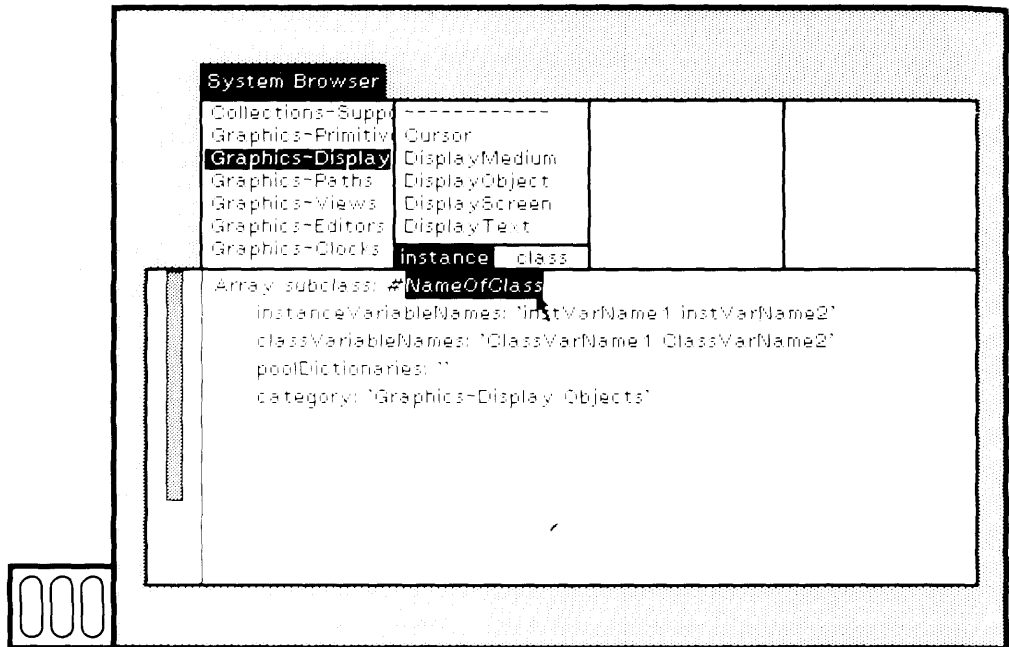 System Browser
Collections-Suppo
Graphics-Primitiv
Graphics-Display
Graphics-Paths
Graphics-Views
Graphics-Editors
Graphics-Clocks
------------
Cursor
DisplayMedium
DisplayObject
DisplayScreen
DisplayText
instance class
Array subclass: #NameOfClass
instanceVariableNames: 'instVarName1 instVarName2'
classVariableNames: 'ClassVarName1 ClassVarName2'
poolDictionaries: ''
category: 'Graphics-Display Objects'